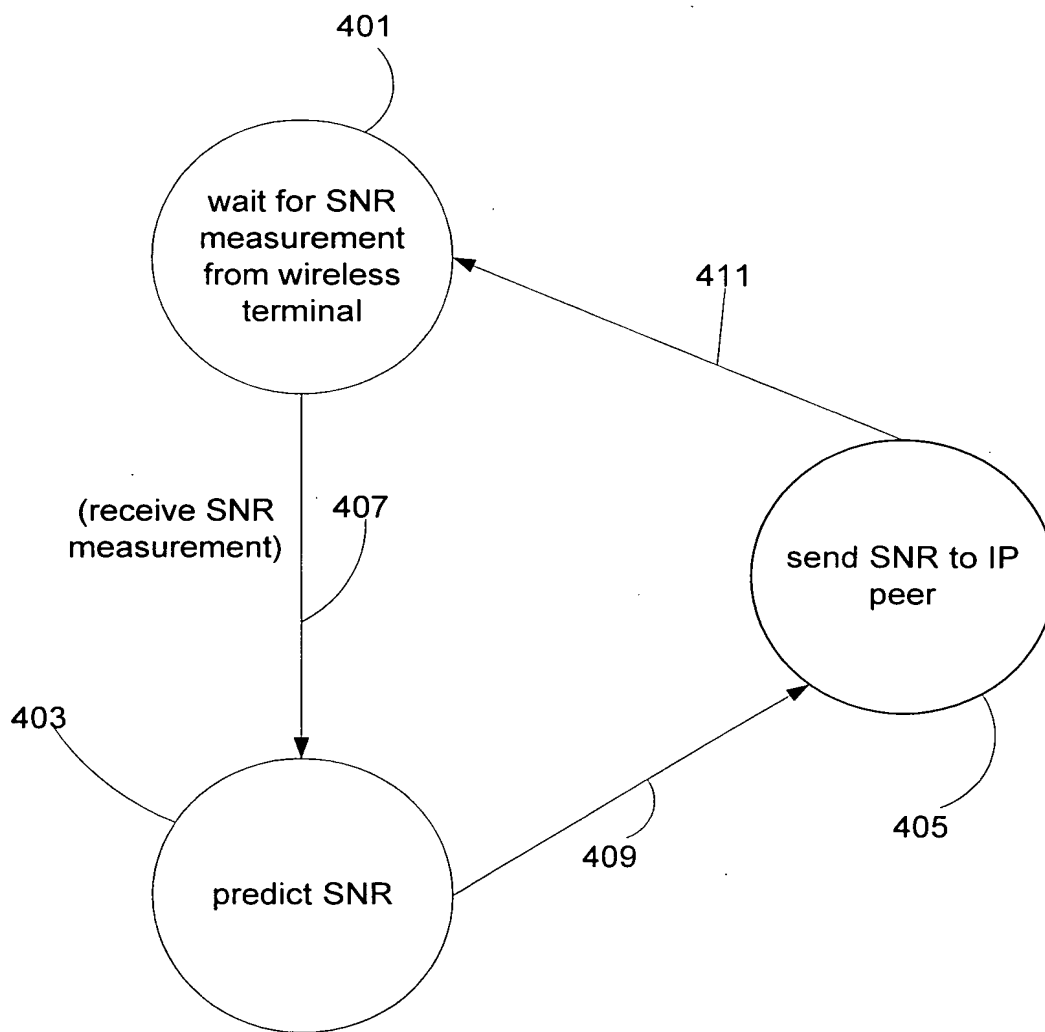 401
wait for SNR
measurement
from wireless
terminal
411
(receive SNR
measurement)
407
send SNR to IP
peer
403
405
409
predict SNR